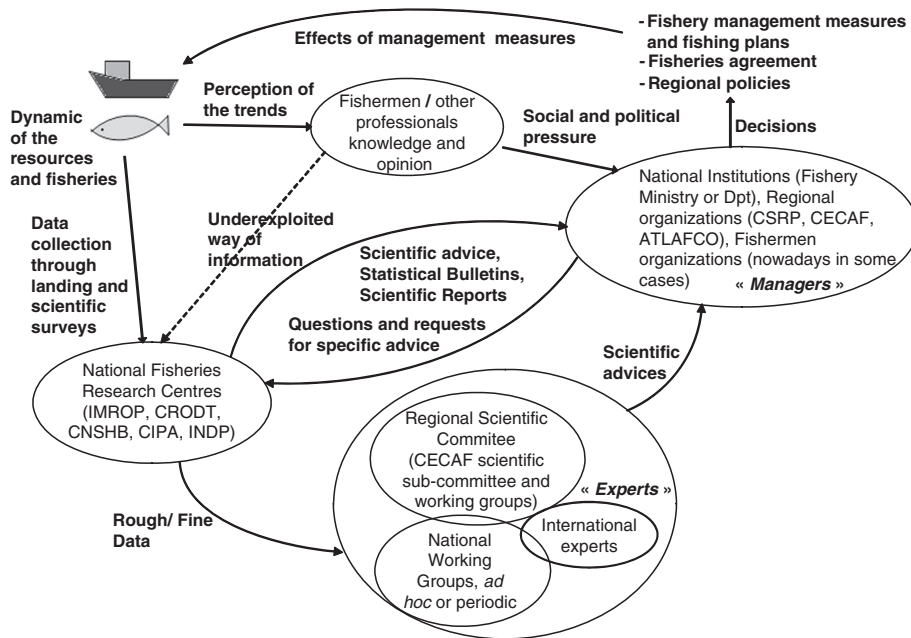 Effects of management measures
- Fishery management measures
and fishing plans
- Fisheries agreement
- Regional policies
Dynamic
of the
resources
and fisheries
Perception of
the trends
Fishermen / other
professionals
knowledge and
opinion
Social and political
pressure
Decisions
National Institutions (Fishery
Ministry or Dpt), Regional
organizations (CSRP, CECAF,
ATLAFCO), Fishermen
organizations (nowadays in some
cases)
« Managers »
Data
collection
through
landing and
scientific
surveys
Underexploited
way of
information
Scientific advice,
Statistical Bulletins,
Scientific Reports
Questions and requests
for specific advice
National Fisheries
Research Centres
(IMROP, CRODT,
CNSHB, CIPA, INDP)
Scientific
advices
Regional Scientific
Commitee
(CECAF scientific
sub-committee and
working groups)
« Experts »
International
experts
National
Working
Groups, ad
hoc or periodic
Rough/ Fine
Data